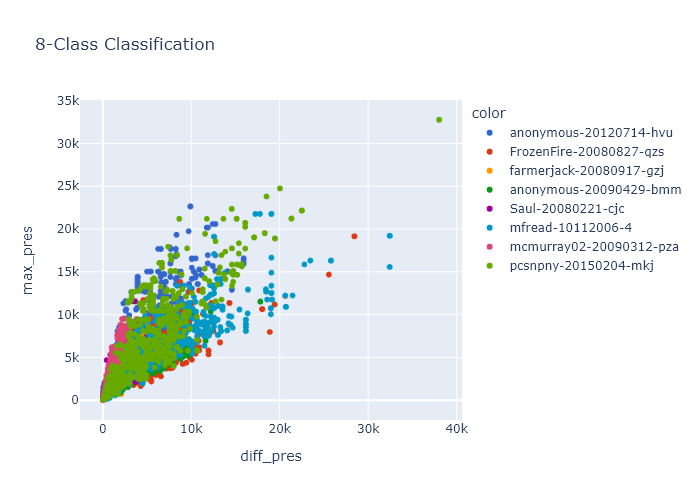 8-Class Classification
max_pres
35k
30k
25k
20k
15k
10k
5k
0
0
10k
20k
30k
40k
diff_pres
color
anonymous-20120714-hvu
FrozenFire-20080827-qzs
farmerjack-20080917-gzj
anonymous-20090429-bmm
Saul-20080221-cjc
mfread-10112006-4
mcmurray02-20090312-pza
pcsnpny-20150204-mkj